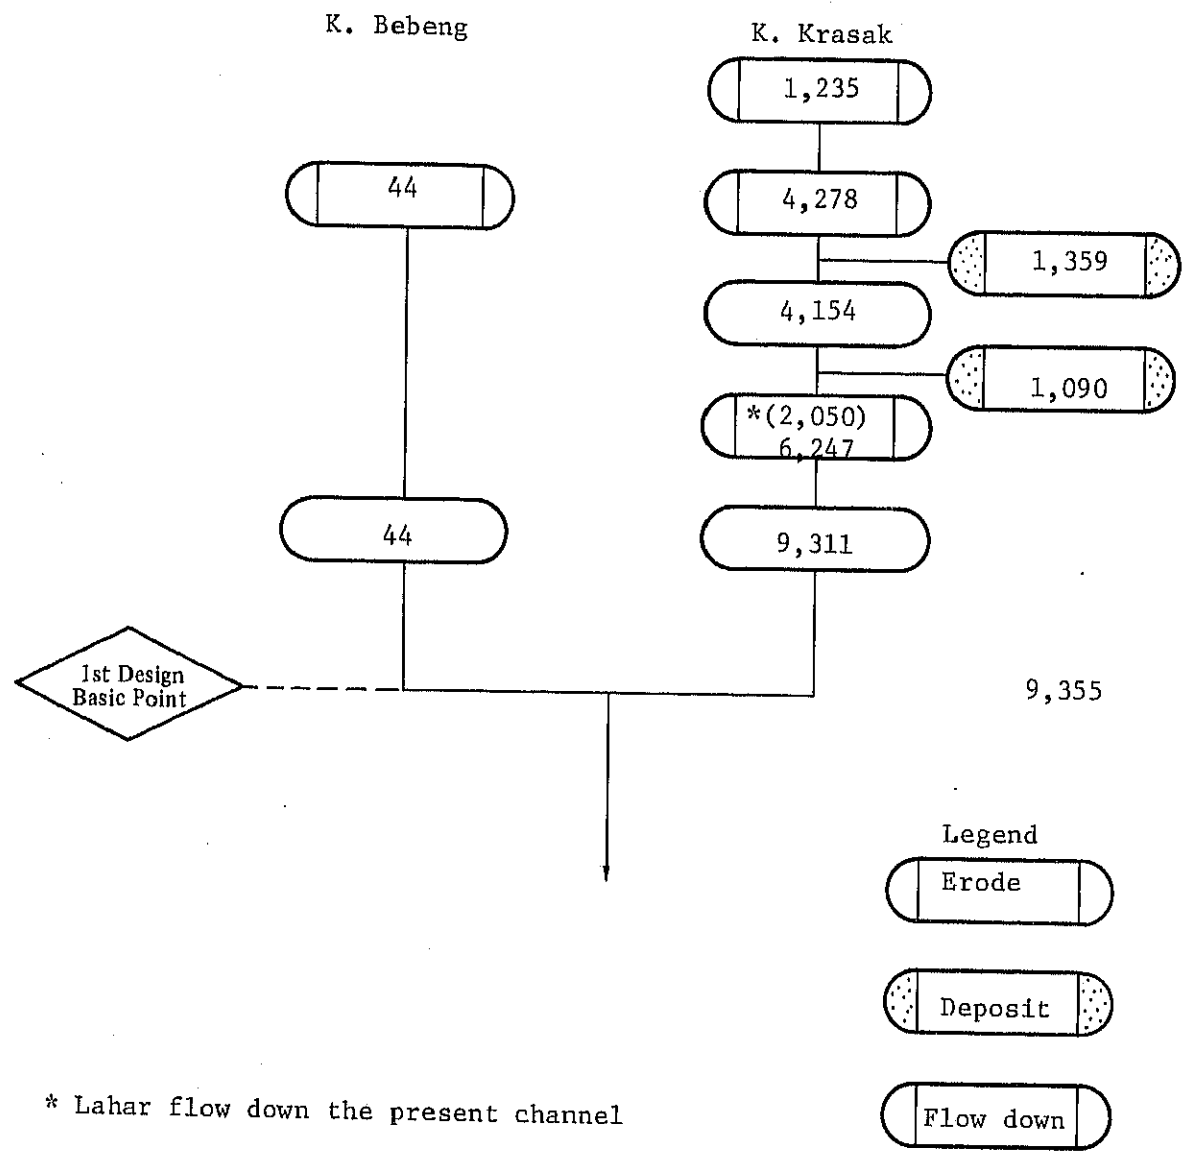 K. Bebeng
K. Krasak
1,235
44
4,278
1,359
4,154
1,090
*(2,050)
6,247
44
9,311
1st Design
Basic Point
9,355
Legend
Erode
Deposit
Flow down
* Lahar flow down the present channel